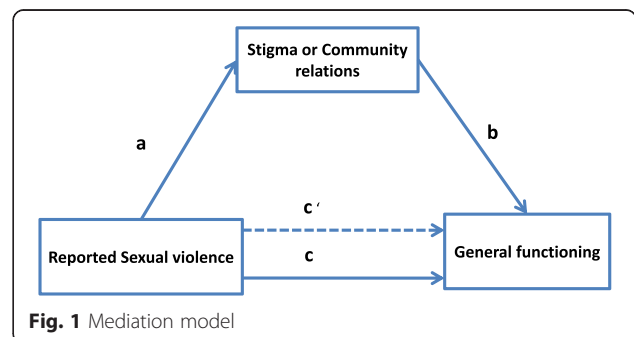 Stigma or Community
relations
a
b
c ‘
Reported Sexual violence
c
General functioning
Fig. 1 Mediation model